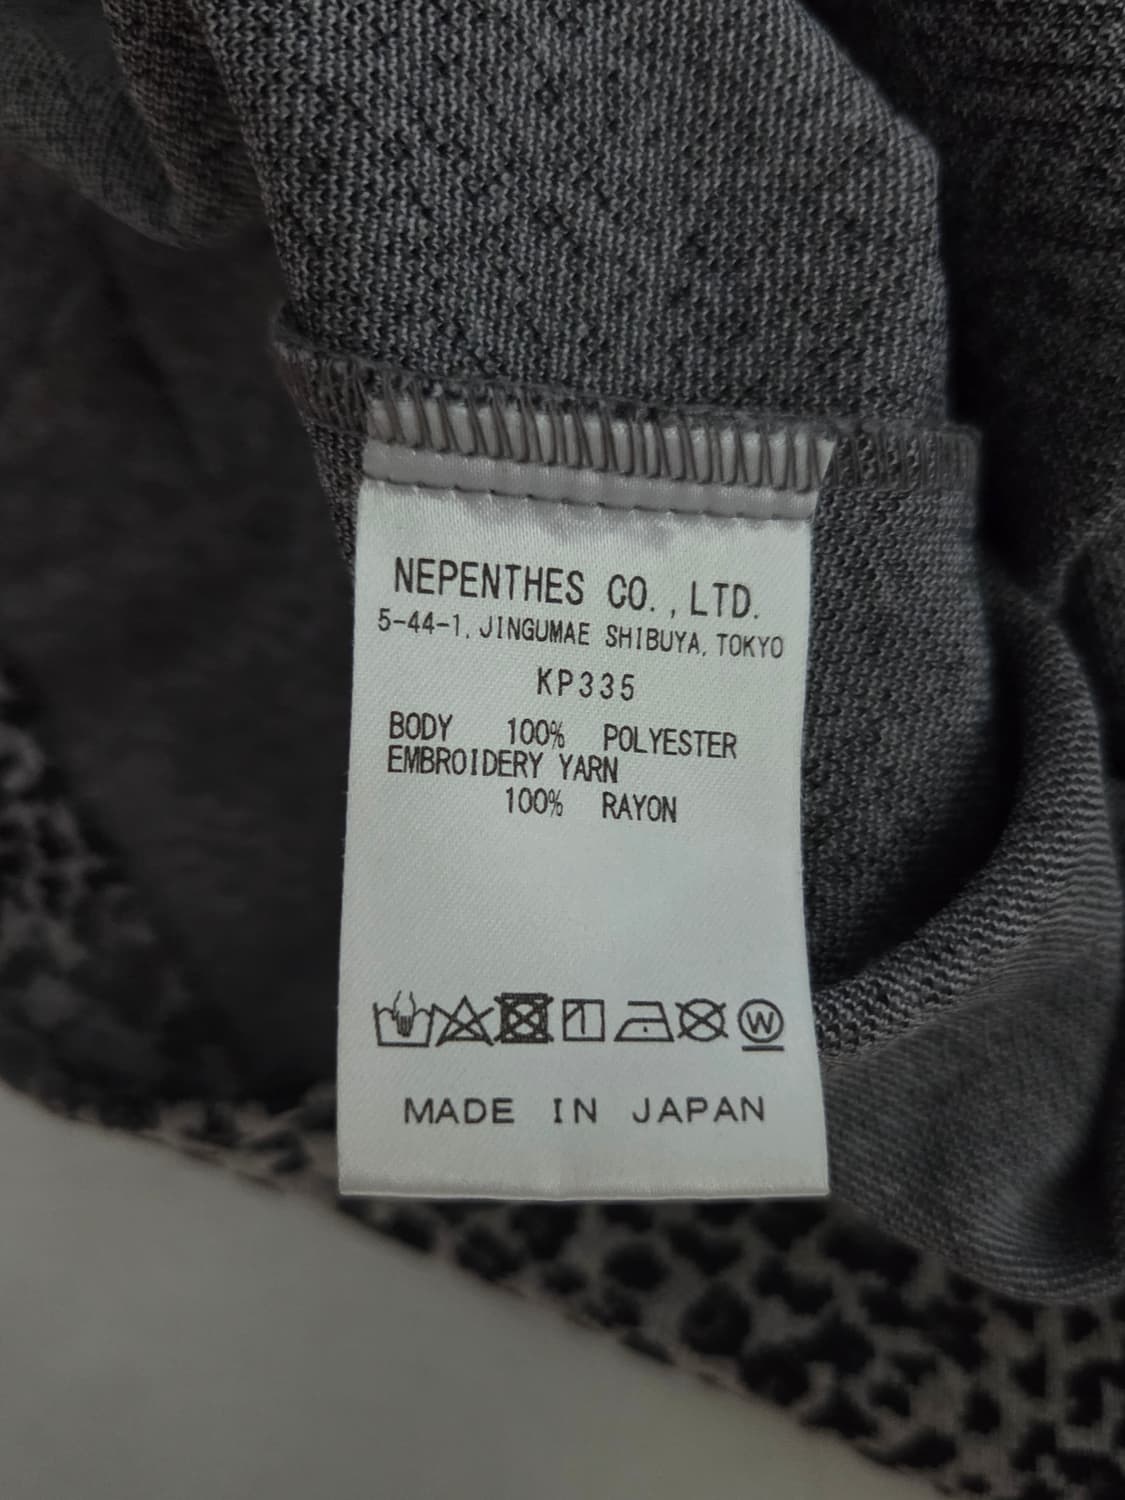 NEPENTHES CO.,LTD.
5-44-1, JINGUMAE SHIBUYA, TOKYO
KP335
BODY 100% POLYESTER
EMBROIDERY YARN
100% RAYON
W
MADE IN JAPAN